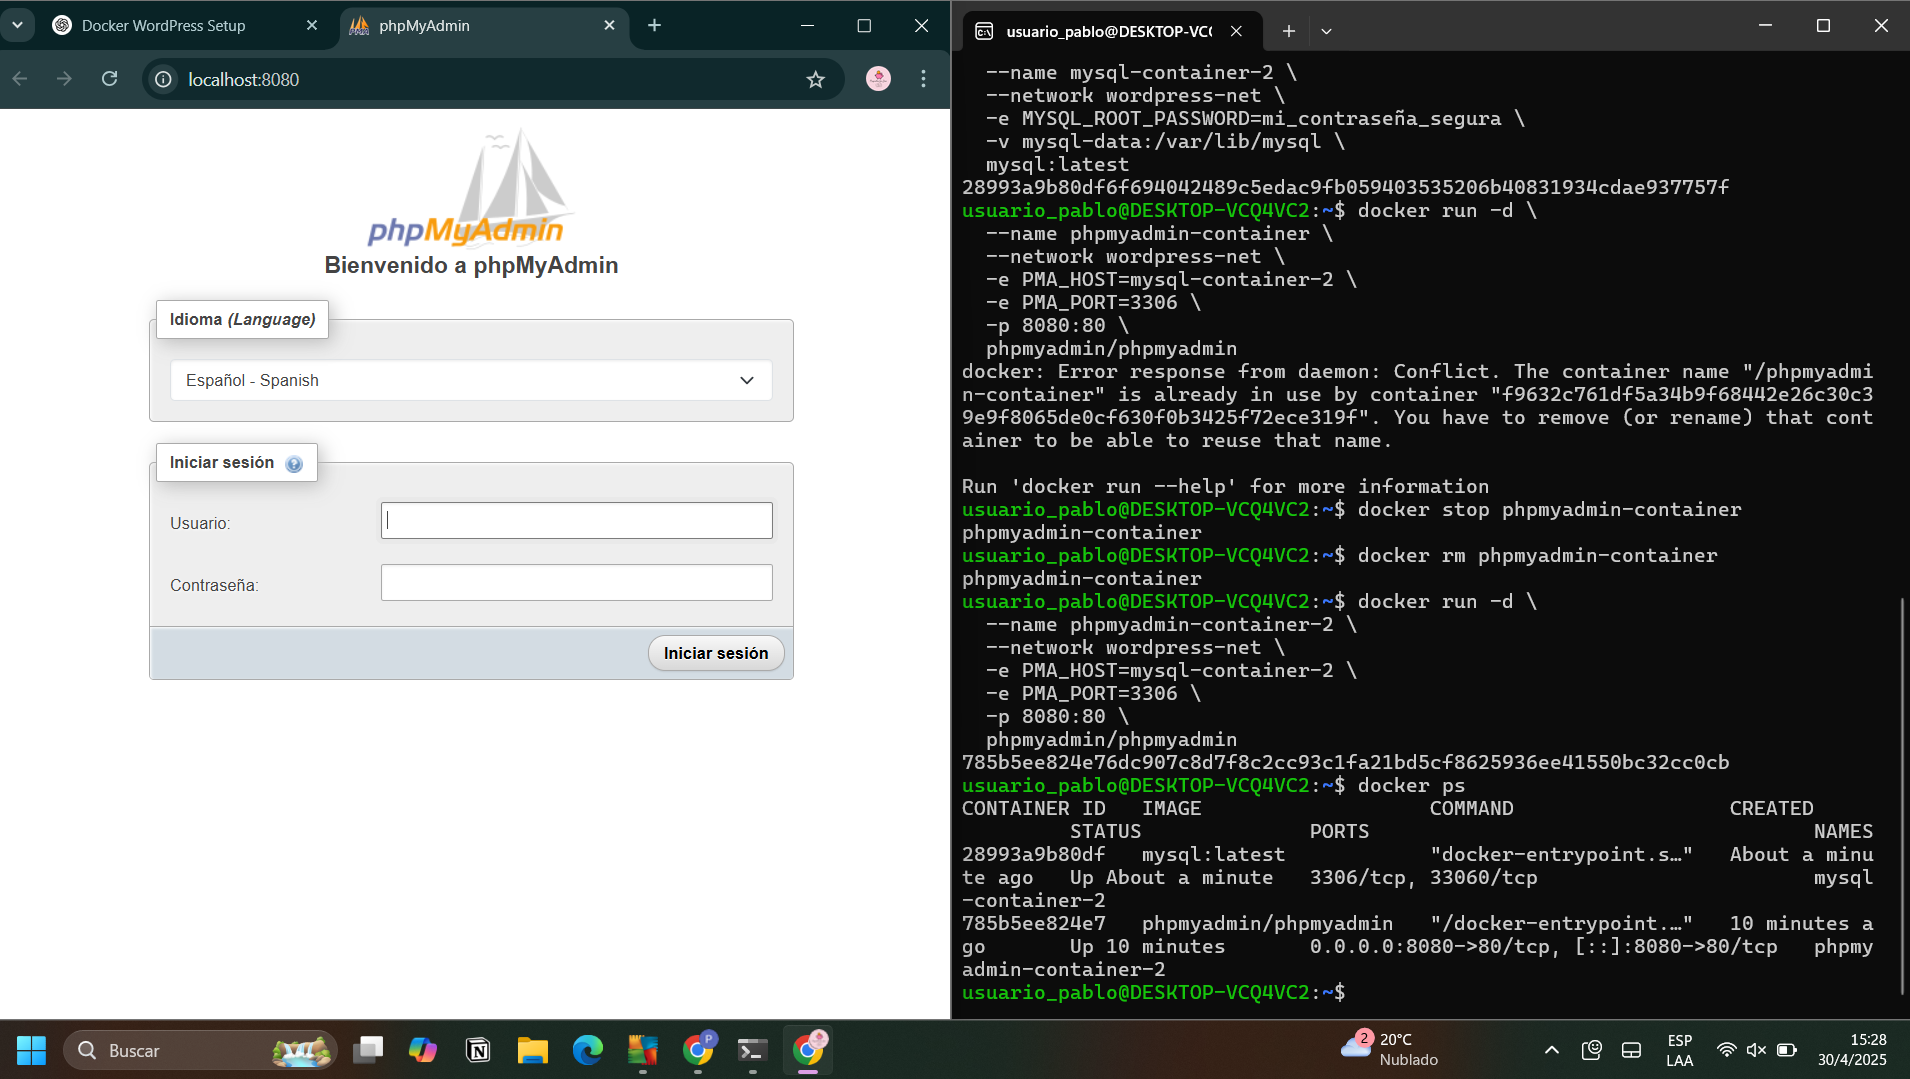 Docker WordPress Setup
phpMyAdmin
localhost:8080
phpMyAdmin
Bienvenido a phpMyAdmin
Idioma (Language)
Español - Spanish
Iniciar sesión
Usuario:
Contraseña:
Iniciar sesión
usuario_pablo@DESKTOP-VC
--name mysql-container-2 \
--network wordpress-net \
-e MYSQL_ROOT_PASSWORD=mi_contraseña_segura \
-v mysql-data:/var/lib/mysql \
mysql:latest
28993a9b80df6f694042489c5edac9fb059403535206b40831934cdae937757f
usuario_pablo@DESKTOP-VCQ4VC2:~$ docker run -d \
--name phpmyadmin-container \
--network wordpress-net \
-e PMA_HOST=mysql-container-2 \
-e PMA_PORT=3306 \
-p 8080:80 \
phpmyadmin/phpmyadmin
docker: Error response from daemon: Conflict. The container name "/phpmyadmi
n-container" is already in use by container "f9632c761df5a34b9f68442e26c30c3
9e9f8065de0cf630f0b3425f72ece319f". You have to remove (or rename) that cont
ainer to be able to reuse that name.
Run 'docker run --help' for more information
usuario_pablo@DESKTOP-VCQ4VC2:~$ docker stop phpmyadmin-container
phpmyadmin-container
usuario_pablo@DESKTOP-VCQ4VC2:~$ docker rm phpmyadmin-container
phpmyadmin-container
usuario_pablo@DESKTOP-VCQ4VC2:~$ docker run -d \
--name phpmyadmin-container-2 \
--network wordpress-net \
-e PMA_HOST=mysql-container-2 \
-e PMA_PORT=3306 \
-p 8080:80 \
phpmyadmin/phpmyadmin
785b5ee824e76dc907c8d7f8c2cc93c1fa21bd5cf8625936ee41550bc32cc0cb
usuario_pablo@DESKTOP-VCQ4VC2:~$ docker ps
CONTAINER ID IMAGE COMMAND CREATED
STATUS PORTS NAMES
28993a9b80df mysql:latest "docker-entrypoint.s…" About a minu
te ago Up About a minute 3306/tcp, 33060/tcp mysql
-container-2
785b5ee824e7 phpmyadmin/phpmyadmin "/docker-entrypoint.…" 10 minutes a
go Up 10 minutes 0.0.0.0:8080->80/tcp, [::]:8080->80/tcp phpmy
admin-container-2
usuario_pablo@DESKTOP-VCQ4VC2:~$
Buscar
2
20°C
Nublado
ESP
LAA
15:28
30/4/2025